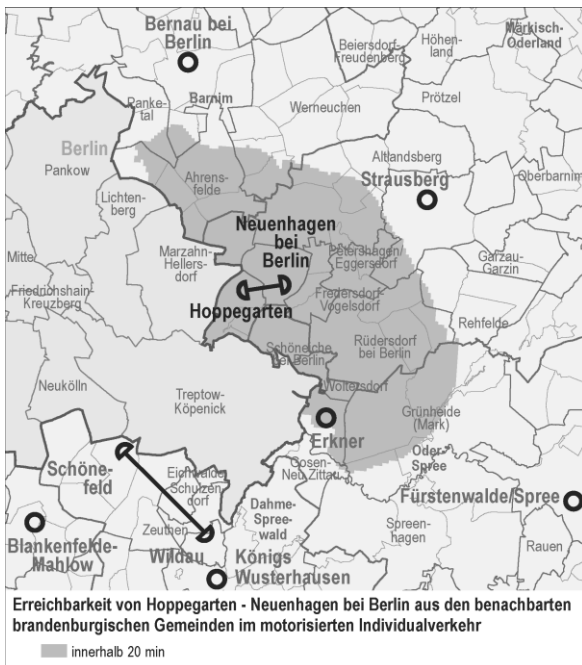 Bernau bei
Berlin
Beiersdorf-
Freudenberg
Höhen-
land
Märkisch-
Oderland
Panke-
tal
Barnim
Werneuchen
Prötzel
Berlin
Pankow
Ahrens-
felde
Altlandsberg
Strausberg
Oberbarnim
Lichten-
berg
Neuenhagen
bei
Berlin
Petershagen/
Eggersdorf
Garzau-
Garzin
Mitte
Marzahn-
Hellers-
dorf
Friedrichshain-
Kreuzberg
Hoppegarten
Fredersdorf-
Vogelsdorf
Rehfelde
Schöneiche
bei Berlin
Rüdersdorf
bei Berlin
Neukölln
Treptow-
Köpenick
Woltersdorf
Grünheide
(Mark)
Erkner
Oder-
Spree
Schöne-
feld
Eichwalde
Schulzen-
dorf
Gosen-
Neu Zittau
Fürstenwalde/Spree
Dahme-
Spree-
wald
Spreen-
hagen
Zeuthen
Blankenfelde-
Mahlow
Wildau
Königs
Wusterhausen
Rauen
Erreichbarkeit von Hoppegarten - Neuenhagen bei Berlin aus den benachbarten
brandenburgischen Gemeinden im motorisierten Individualverkehr
innerhalb 20 min